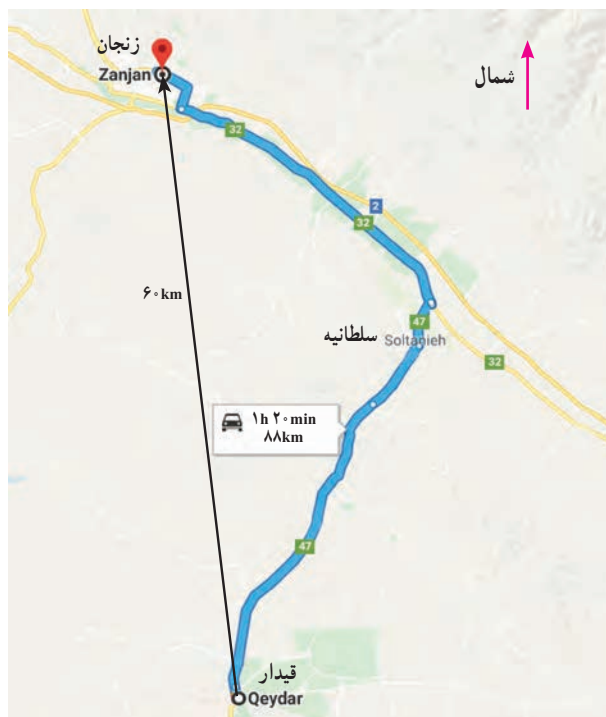 زنجان
Zanjan
شمال
32
2
32
۶۰km
47
سلطانیه
Soltanieh
32
۱h ۲۰min
۸۸km
47
قیدار
Qeydar